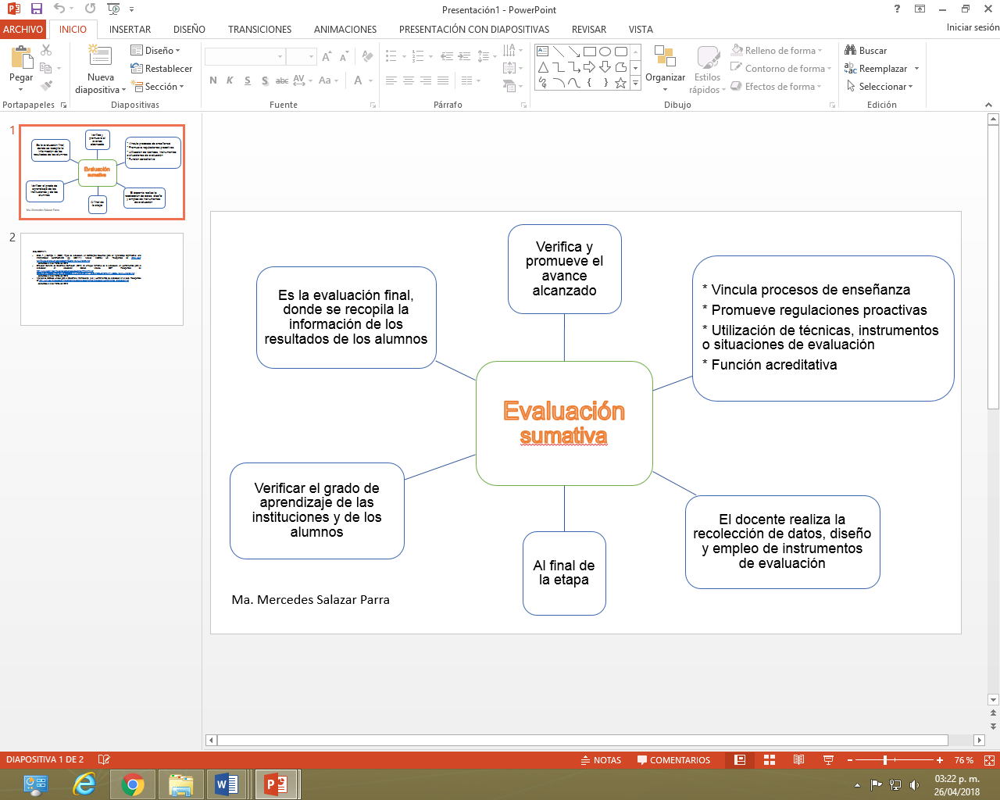 Presentación1 - PowerPoint
Iniciar sesión
ARCHIVO INICIO INSERTAR DISEÑO TRANSICIONES ANIMACIONES PRESENTACIÓN CON DIAPOSITIVAS REVISAR VISTA
Pegar
Portapapeles
Nueva
diapositiva
Diseño
Restablecer
Sección
Diapositivas
N K S S abc AV Aa A
Fuente
Párrafo
Organizar
Estilos
rápidos
Relleno de forma
Contorno de forma
Efectos de forma
Dibujo
Buscar
Reemplazar
Seleccionar
Edición
1
2
Verifica y
promueve el
avance
alcanzado
Es la evaluación final,
donde se recopila la
información de los
resultados de los alumnos
* Vincula procesos de enseñanza
* Promueve regulaciones proactivas
* Utilización de técnicas, instrumentos
o situaciones de evaluación
* Función acreditativa
Evaluación
sumativa
Verificar el grado de
aprendizaje de las
instituciones y de los
alumnos
El docente realiza la
recolección de datos, diseño
y empleo de instrumentos
de evaluación
Al final de
la etapa
Ma. Mercedes Salazar Parra
DIAPOSITIVA 1 DE 2
NOTAS
COMENTARIOS
76 %
03:22 p. m.
26/04/2018